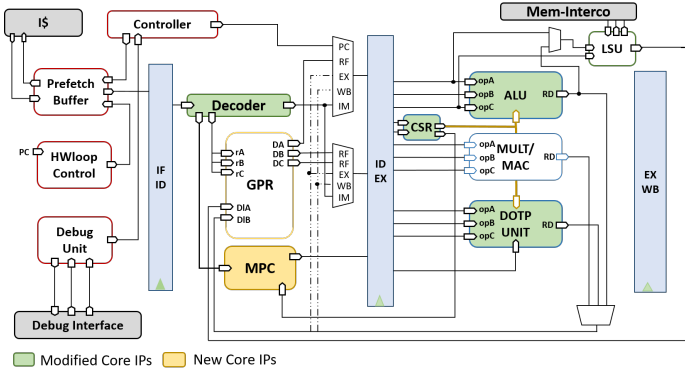 Mem-Interco
I$
Controller
LSU
PC
RF
EX
WB
IM
Prefetch
Buffer
IF
ID
Decoder
opA
opB
opC
ALU
RD
CSR
PC
HWloop
Control
rA
rB
rC
DA
DB
DC
GPR
DIA
DIB
RF
RF
EX
WB
IM
ID
EX
opA
opB
opC
MULT/
MAC
RD
EX
WB
Debug
Unit
MPC
opA
opB
opC
DOTP
UNIT
RD
Debug Interface
Modified Core IPs
New Core IPs